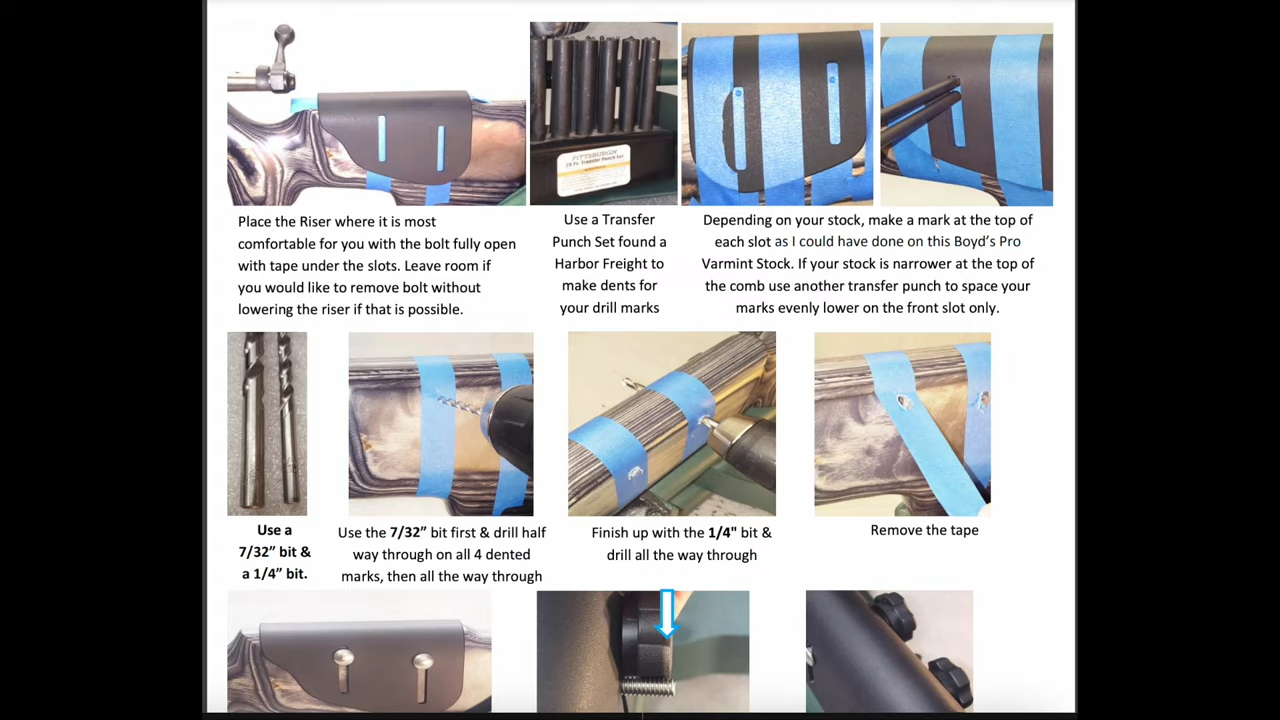 PITTSBURGH
28 Pc. Transfer Punch Set
Place the Riser where it is most
comfortable for you with the bolt fully open
with tape under the slots. Leave room if
you would like to remove bolt without
lowering the riser if that is possible.
Use a Transfer
Punch Set found a
Harbor Freight to
make dents for
your drill marks
Depending on your stock, make a mark at the top of
each slot as I could have done on this Boyd’s Pro
Varmint Stock. If your stock is narrower at the top of
the comb use another transfer punch to space your
marks evenly lower on the front slot only.
Use a
7/32” bit &
a 1/4” bit.
Use the 7/32” bit first & drill half
way through on all 4 dented
marks, then all the way through
Finish up with the 1/4" bit &
drill all the way through
Remove the tape